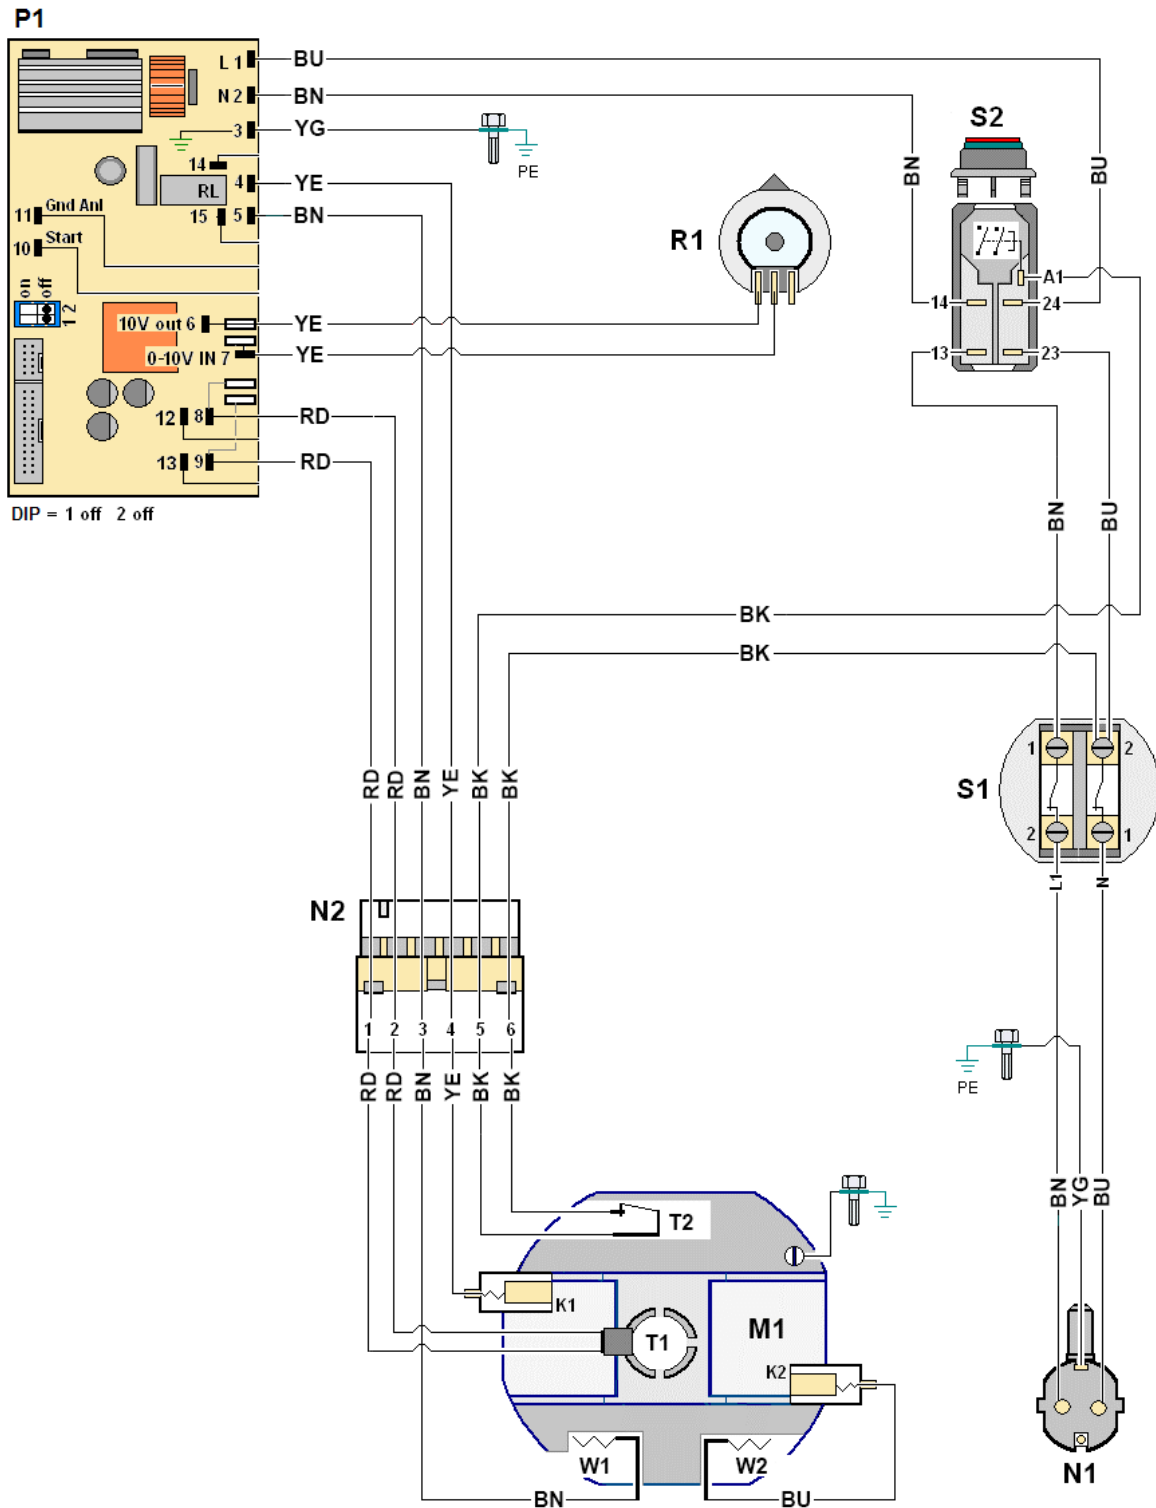 P1
L 1
BU
N 2
BN
3
YG
PE
14
RL
4
YE
15
5
BN
11
Gnd Anl
10
Start
on
off
1 2
10V out 6
YE
0-10V IN 7
YE
12
8
RD
13
9
RD
DIP = 1 off 2 off
R1
S2
BN
BU
A1
14
24
13
23
BN
BU
BK
BK
RD
RD
BN
YE
BK
BK
1
2
S1
2
1
L1
N
N2
1
2
3
4
5
6
RD
RD
BN
YE
BK
BK
PE
BN
YG
BU
T2
K1
T1
M1
K2
W1
W2
BN
BU
N1